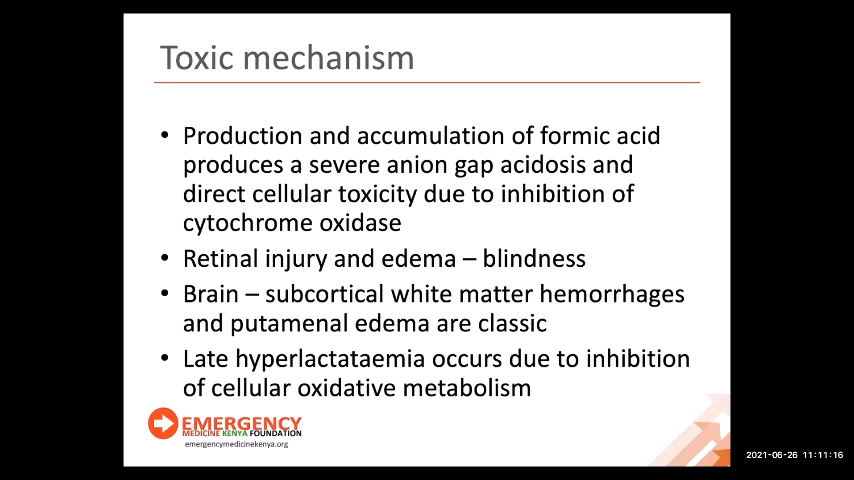 Toxic mechanism
• Production and accumulation of formic acid
produces a severe anion gap acidosis and
direct cellular toxicity due to inhibition of
cytochrome oxidase
• Retinal injury and edema – blindness
• Brain – subcortical white matter hemorrhages
and putamenal edema are classic
• Late hyperlactataemia occurs due to inhibition
of cellular oxidative metabolism
EMERGENCY
MEDICINE KENYA FOUNDATION
emergencymedicinekenya.org
2021-06-26 11:11:16